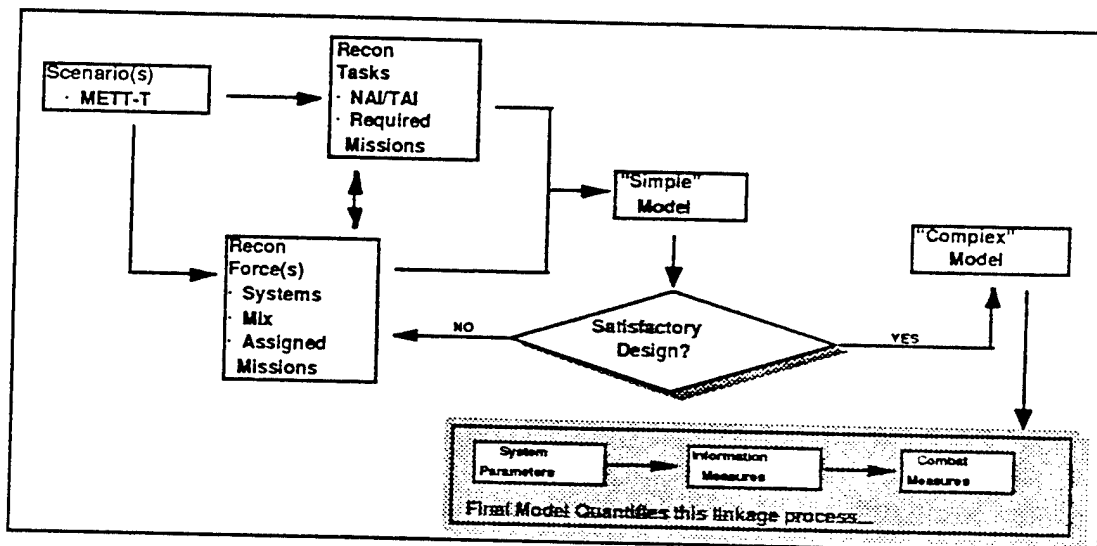 Scenario(s)
· METT-T
Recon
Tasks
· NAI/TAI
· Required
Missions
Recon
Force(s)
· Systems
· Mix
· Assigned
Missions
"Simple"
Model
Satisfactory
Design?
NO
YES
"Complex"
Model
System
Parameters
Information
Measures
Combat
Measures
Final Model Quantifies this linkage process...